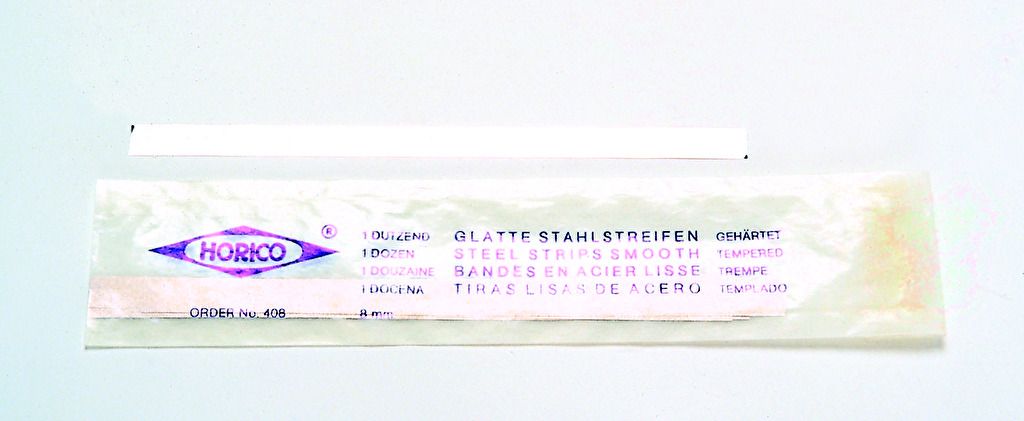 HORICO ®
1 DUTZEND GLATTE STAHLSTREIFEN GEHÄRTET
1 DOZEN STEEL STRIPS SMOOTH TEMPERED
1 DOUZAINE BANDES EN ACIER LISSE TREMPE
1 DOCENA TIRAS LISAS DE ACERO TEMPLADO
ORDER No. 408 8 mm